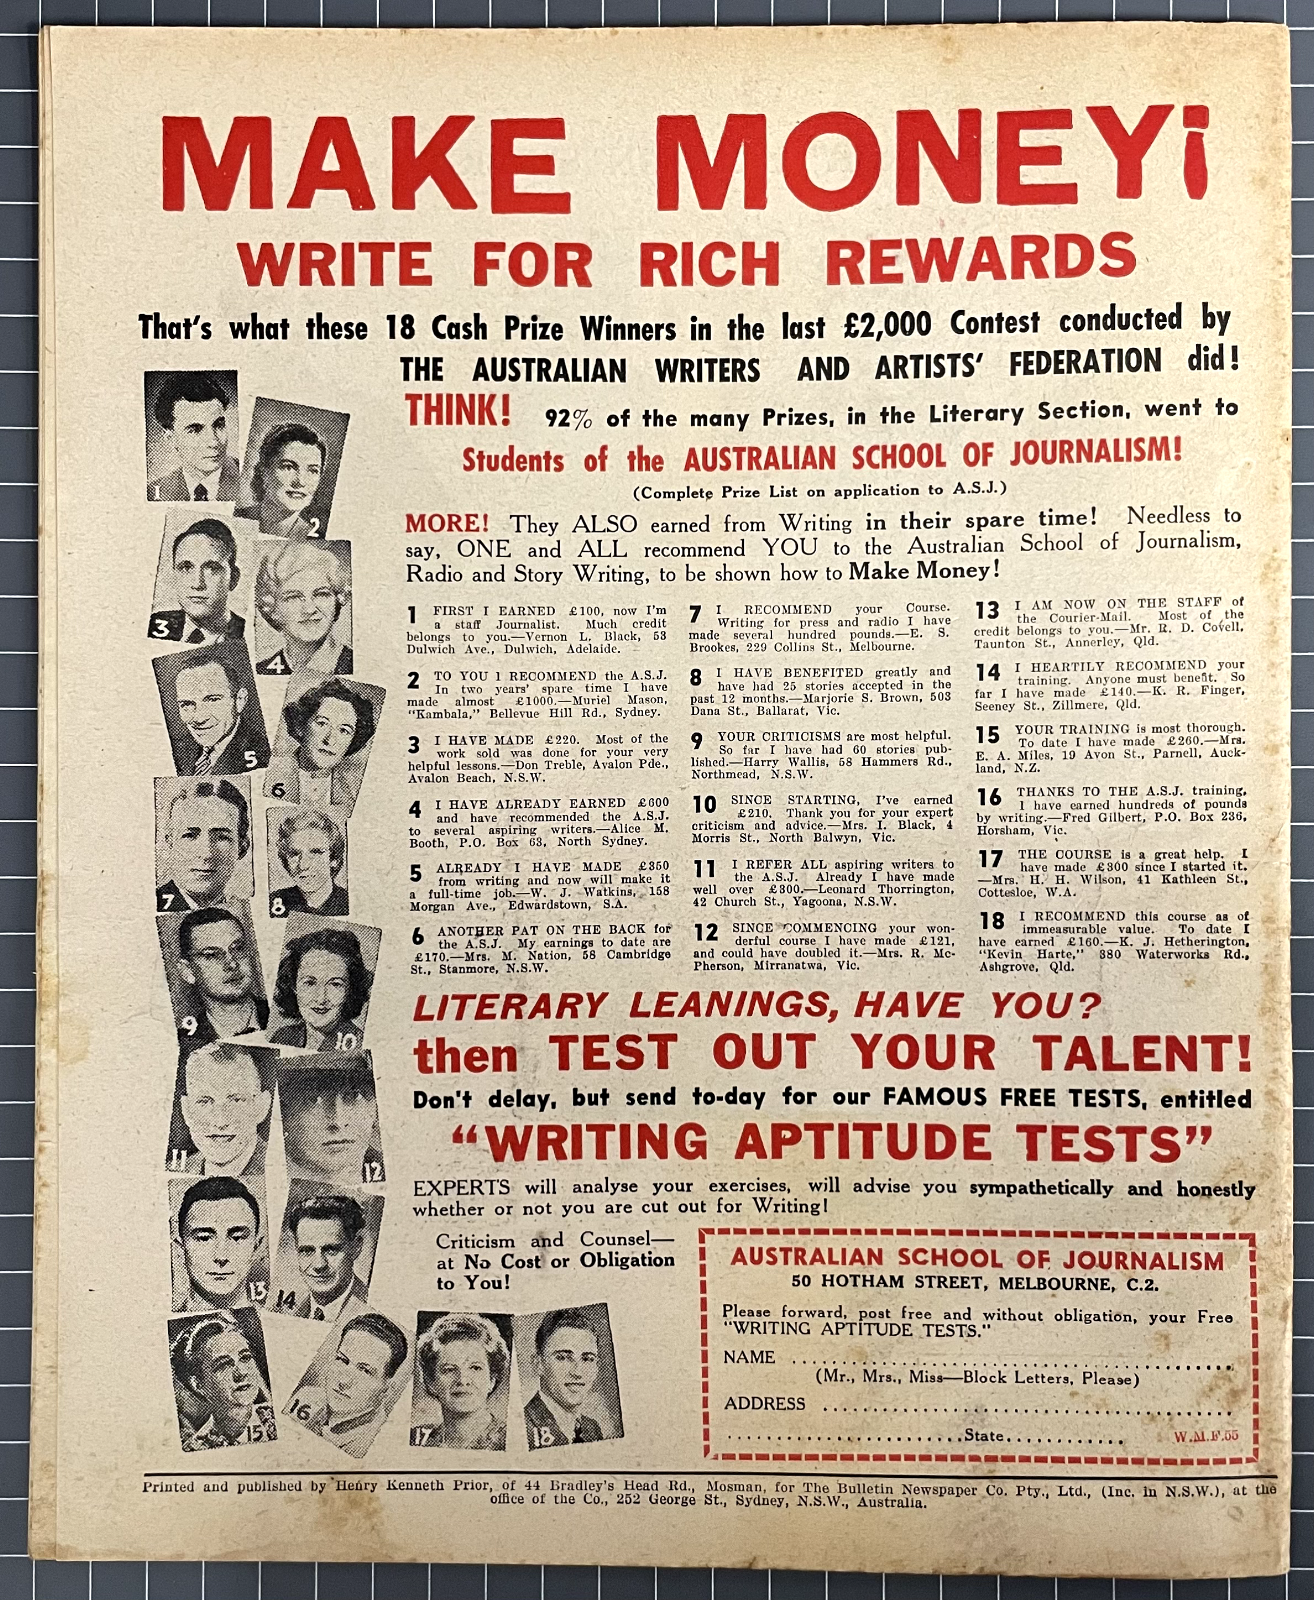 MAKE MONEY¡
WRITE FOR RICH REWARDS
That's what these 18 Cash Prize Winners in the last £2,000 Contest conducted by
THE AUSTRALIAN WRITERS AND ARTISTS' FEDERATION did!
THINK! 92% of the many Prizes, in the Literary Section, went to
Students of the AUSTRALIAN SCHOOL OF JOURNALISM!
(Complete Prize List on application to A.S.J.)
MORE! They ALSO earned from Writing in their spare time! Needless to
say, ONE and ALL recommend YOU to the Australian School of Journalism,
Radio and Story Writing, to be shown how to Make Money!
1 FIRST I EARNED £100, now I'm
a staff Journalist. Much credit
belongs to you.—Vernon L. Black, 53
Dulwich Ave., Dulwich, Adelaide.
2 TO YOU I RECOMMEND the A.S.J.
In two years' spare time I have
made almost £1000.—Muriel Mason,
"Kambala," Bellevue Hill Rd., Sydney.
3 I HAVE MADE £220. Most of the
work sold was done for your very
helpful lessons.—Don Treble, Avalon Pde.,
Avalon Beach, N.S.W.
4 I HAVE ALREADY EARNED £600
and have recommended the A.S.J.
to several aspiring writers.—Alice M.
Booth, P.O. Box 63, North Sydney.
5 ALREADY I HAVE MADE £350
from writing and now will make it
a full-time job.—W. J. Watkins, 158
Morgan Ave., Edwardstown, S.A.
6 ANOTHER PAT ON THE BACK for
the A.S.J. My earnings to date are
£170.—Mrs. M. Nation, 58 Cambridge
St., Stanmore, N.S.W.
7 I RECOMMEND your Course.
Writing for press and radio I have
made several hundred pounds.—E. S.
Brookes, 229 Collins St., Melbourne.
8 I HAVE BENEFITED greatly and
have had 25 stories accepted in the
past 12 months.—Marjorie S. Brown, 503
Dana St., Ballarat, Vic.
9 YOUR CRITICISMS are most helpful.
So far I have had 60 stories pub-
lished.—Harry Wallis, 58 Hammers Rd.,
Northmead, N.S.W.
10 SINCE STARTING, I've earned
£210. Thank you for your expert
criticism and advice.—Mrs. I. Black, 4
Morris St., North Balwyn, Vic.
11 I REFER ALL aspiring writers to
the A.S.J. Already I have made
well over £300.—Leonard Thorrington,
42 Church St., Yagoona, N.S.W.
12 SINCE COMMENCING your won-
derful course I have made £121,
and could have doubled it.—Mrs. R. Mc-
Pherson, Mirranatwa, Vic.
13 I AM NOW ON THE STAFF of
the Courier-Mail. Most of the
credit belongs to you.—Mr. R. D. Covell,
Taunton St., Annerley, Qld.
14 I HEARTILY RECOMMEND your
training. Anyone must benefit. So
far I have made £140.—K. R. Finger,
Seeney St., Zillmere, Qld.
15 YOUR TRAINING is most thorough.
To date I have made £260.—Mrs.
E. A. Miles, 19 Avon St., Parnell, Auck-
land, N.Z.
16 THANKS TO THE A.S.J. training,
I have earned hundreds of pounds
by writing.—Fred Gilbert, P.O. Box 236,
Horsham, Vic.
17 THE COURSE is a great help. I
have made £300 since I started it.
—Mrs. H. H. Wilson, 41 Kathleen St.,
Cottesloe, W.A.
18 I RECOMMEND this course as of
immeasurable value. To date I
have earned £160.—K. J. Hetherington,
"Kevin Harte," 380 Waterworks Rd.,
Ashgrove, Qld.
1
2
3
4
5
6
7
8
9
10
11
12
13
14
15
16
17
18
LITERARY LEANINGS, HAVE YOU?
then TEST OUT YOUR TALENT!
Don't delay, but send to-day for our FAMOUS FREE TESTS, entitled
"WRITING APTITUDE TESTS"
EXPERTS will analyse your exercises, will advise you sympathetically and honestly
whether or not you are cut out for Writing!
Criticism and Counsel—
at No Cost or Obligation
to You!
AUSTRALIAN SCHOOL OF JOURNALISM
50 HOTHAM STREET, MELBOURNE, C.2.
Please forward, post free and without obligation, your Free
"WRITING APTITUDE TESTS."
NAME ..................................................
(Mr., Mrs., Miss—Block Letters, Please)
ADDRESS ..............................................
..........................State.............. W.M.F.55
Printed and published by Henry Kenneth Prior, of 44 Bradley's Head Rd., Mosman, for The Bulletin Newspaper Co. Pty., Ltd., (Inc. in N.S.W.), at the
office of the Co., 252 George St., Sydney, N.S.W., Australia.